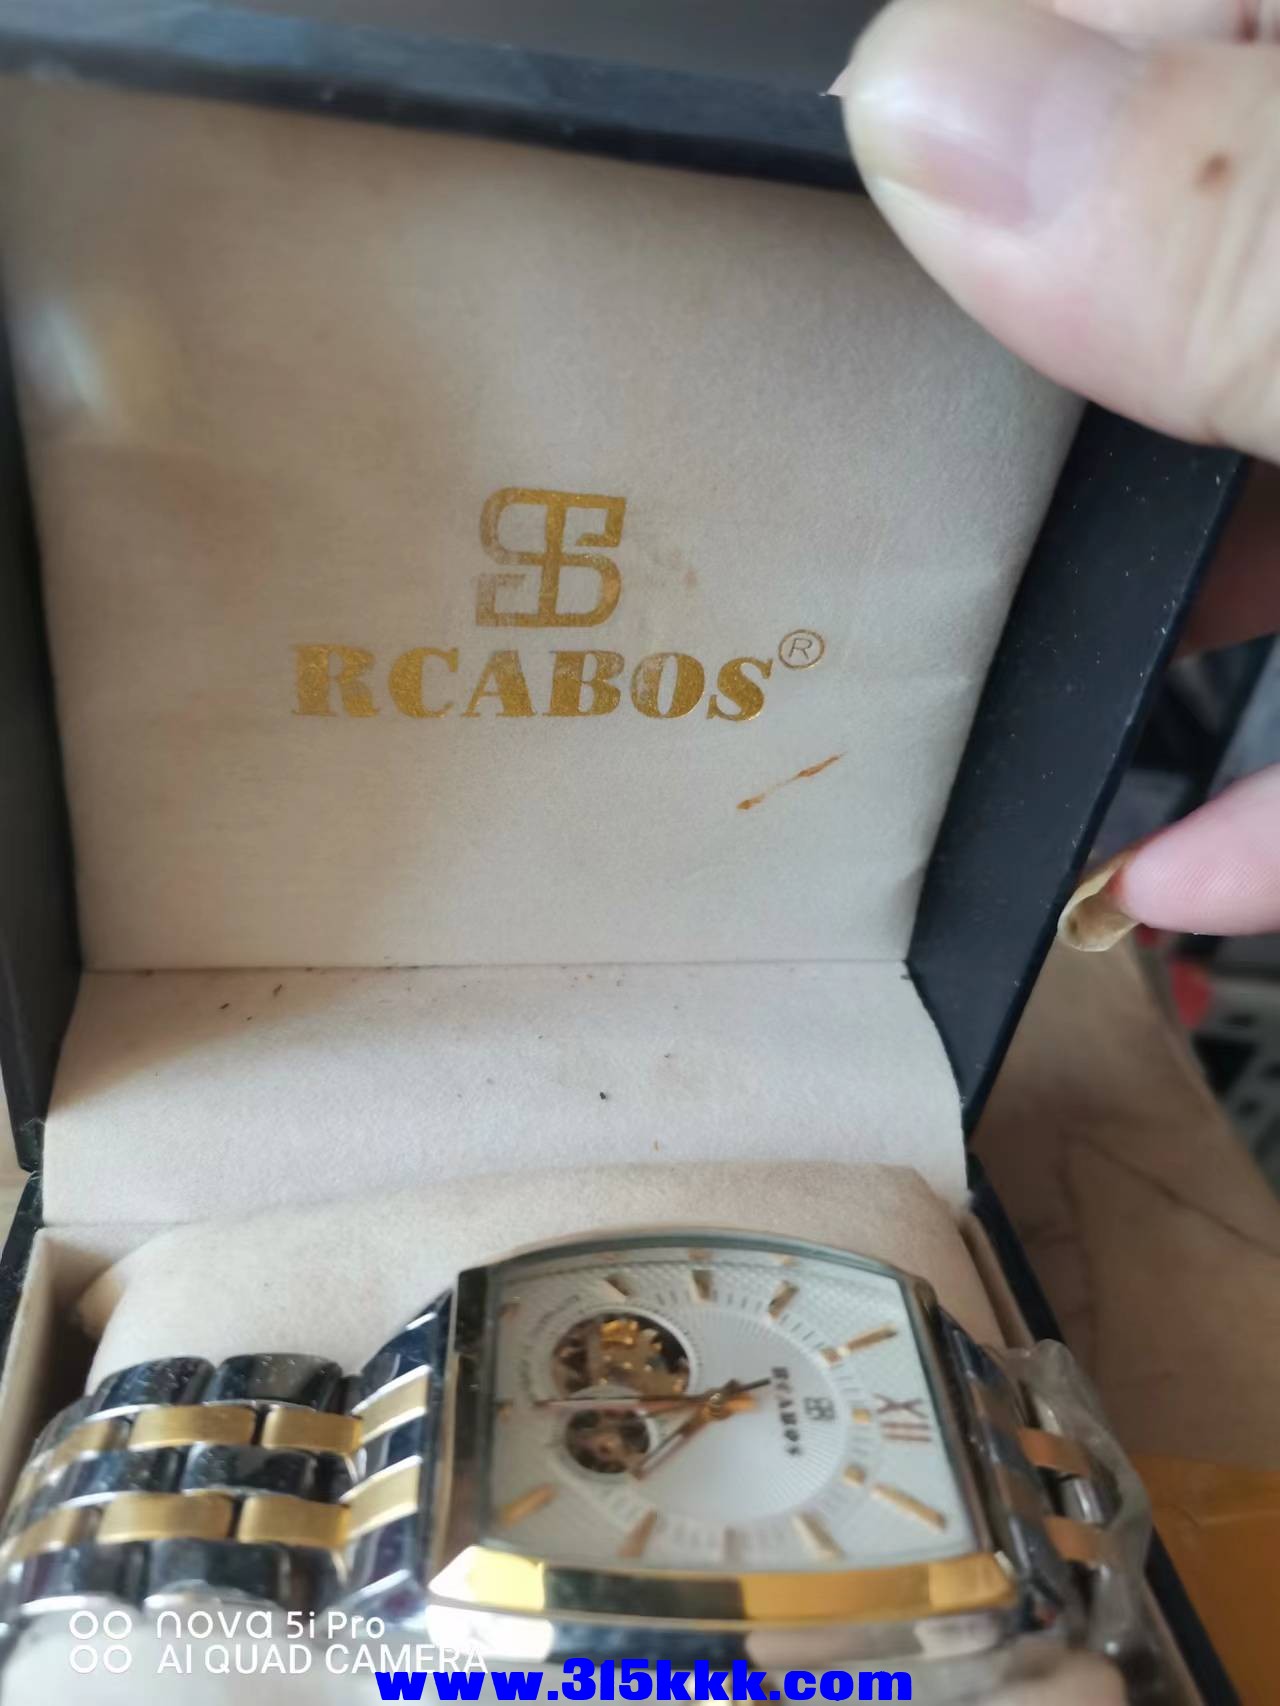 RCABOS®
XII
RCABOS
nova 5i Pro
AI QUAD CAMERA
www.315kkk.com